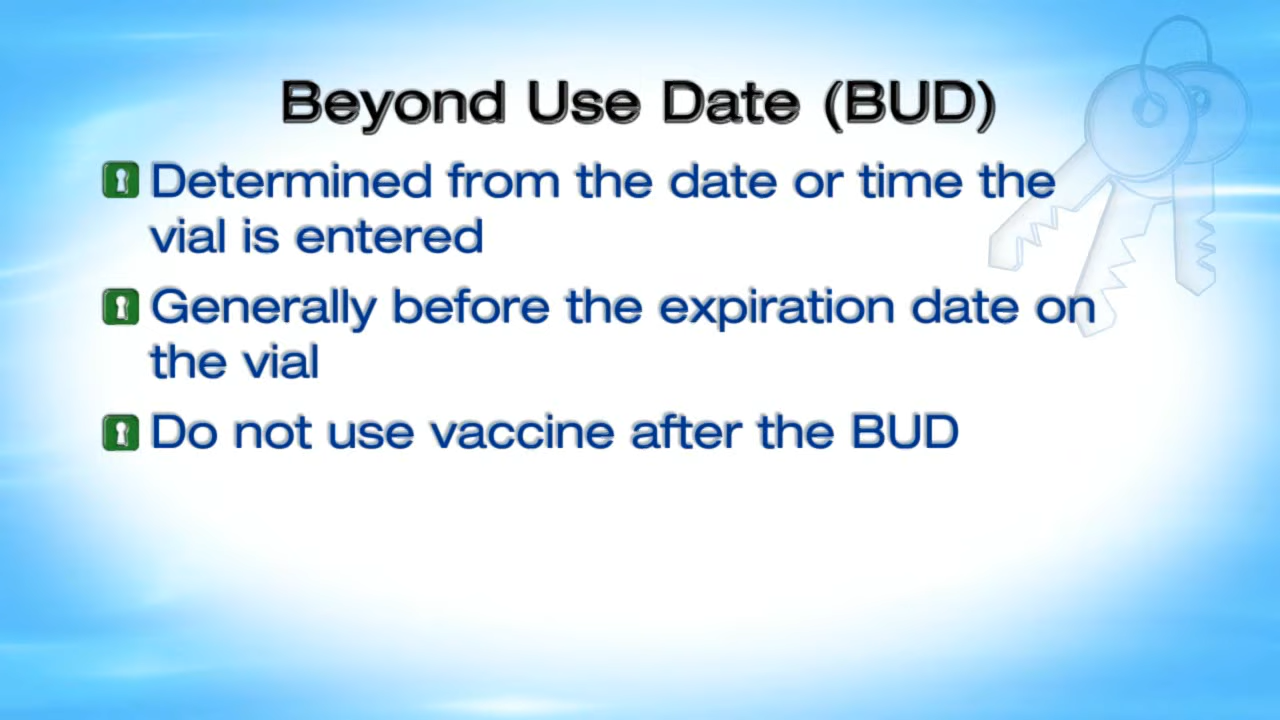 Beyond Use Date (BUD)
Determined from the date or time the
vial is entered
Generally before the expiration date on
the vial
Do not use vaccine after the BUD